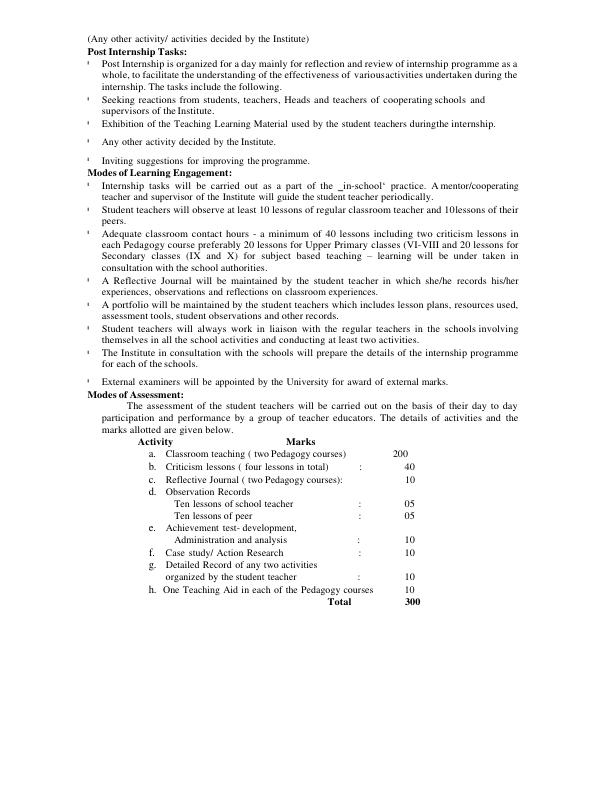 (Any other activity/ activities decided by the Institute)
Post Internship Tasks:
Post Internship is organized for a day mainly for reflection and review of internship programme as a
whole, to facilitate the understanding of the effectiveness of variousactivities undertaken during the
internship. The tasks include the following.
Seeking reactions from students, teachers, Heads and teachers of cooperating schools and
supervisors of the Institute.
Exhibition of the Teaching Learning Material used by the student teachers duringthe internship.
Any other activity decided by the Institute.
Inviting suggestions for improving the programme.
Modes of Learning Engagement:
Internship tasks will be carried out as a part of the _in-school‘ practice. A mentor/cooperating
teacher and supervisor of the Institute will guide the student teacher periodically.
Student teachers will observe at least 10 lessons of regular classroom teacher and 10lessons of their
peers.
Adequate classroom contact hours - a minimum of 40 lessons including two criticism lessons in
each Pedagogy course preferably 20 lessons for Upper Primary classes (VI-VIII and 20 lessons for
Secondary classes (IX and X) for subject based teaching – learning will be under taken in
consultation with the school authorities.
A Reflective Journal will be maintained by the student teacher in which she/he records his/her
experiences, observations and reflections on classroom experiences.
A portfolio will be maintained by the student teachers which includes lesson plans, resources used,
assessment tools, student observations and other records.
Student teachers will always work in liaison with the regular teachers in the schools involving
themselves in all the school activities and conducting at least two activities.
The Institute in consultation with the schools will prepare the details of the internship programme
for each of the schools.
External examiners will be appointed by the University for award of external marks.
Modes of Assessment:
The assessment of the student teachers will be carried out on the basis of their day to day
participation and performance by a group of teacher educators. The details of activities and the
marks allotted are given below.
Activity Marks
a. Classroom teaching ( two Pedagogy courses) 200
b. Criticism lessons ( four lessons in total) : 40
c. Reflective Journal ( two Pedagogy courses): 10
d. Observation Records
Ten lessons of school teacher : 05
Ten lessons of peer : 05
e. Achievement test- development,
Administration and analysis : 10
f. Case study/ Action Research : 10
g. Detailed Record of any two activities
organized by the student teacher : 10
h. One Teaching Aid in each of the Pedagogy courses 10
Total 300